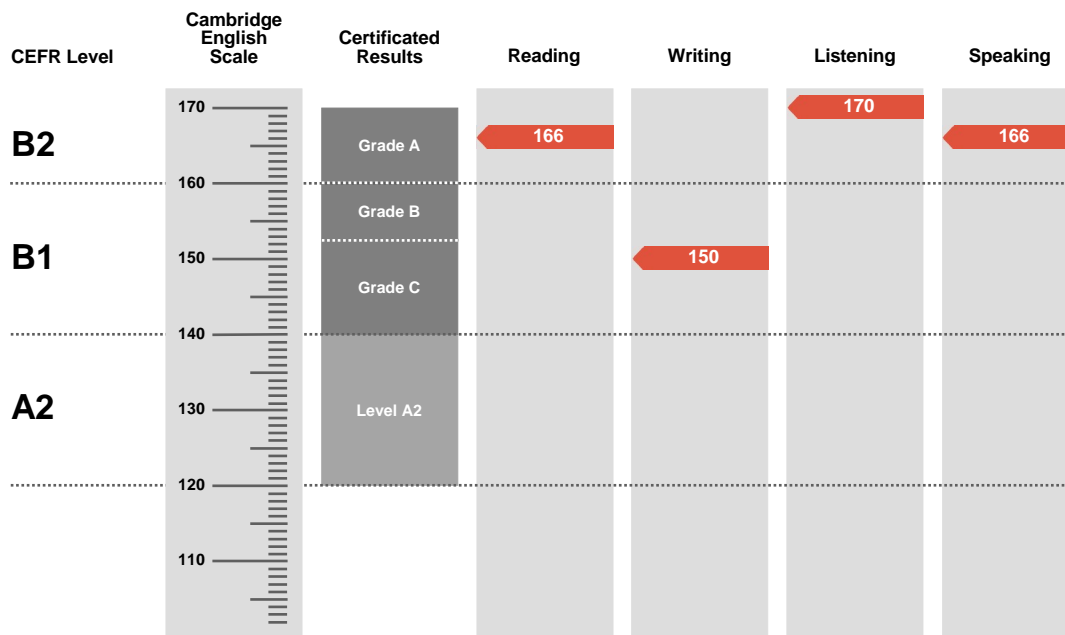 CEFR Level
Cambridge
English
Scale
Certificated
Results
Reading
Writing
Listening
Speaking
170
170
B2
Grade A
166
166
160
Grade B
B1
150
150
Grade C
140
A2
130
Level A2
120
110